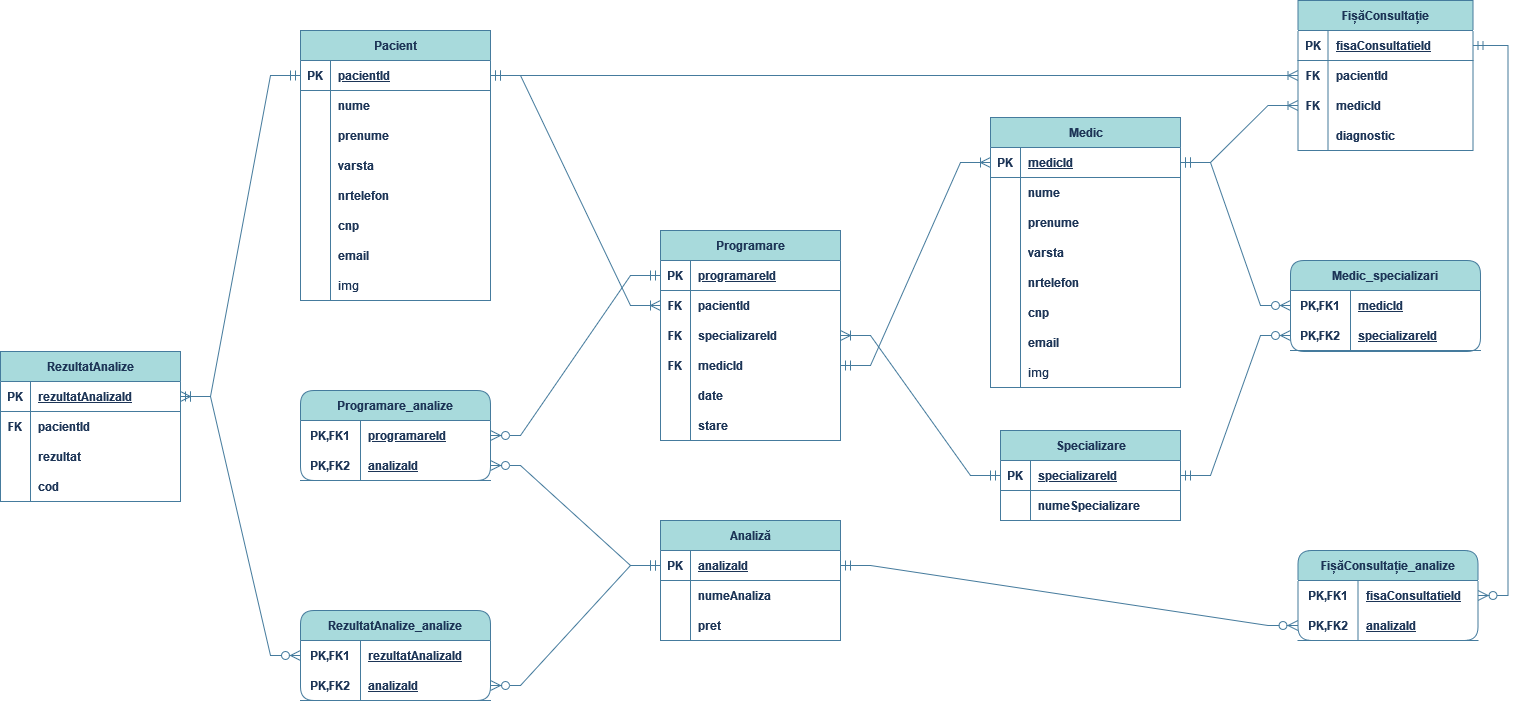 Pacient
PK pacientId
nume
prenume
varsta
nrtelefon
cnp
email
img
RezultatAnalize
PK rezultatAnalizaId
FK pacientId
rezultat
cod
Programare_analize
PK,FK1 programareId
PK,FK2 analizaId
RezultatAnalize_analize
PK,FK1 rezultatAnalizaId
PK,FK2 analizaId
Programare
PK programareId
FK pacientId
FK specializareId
FK medicId
date
stare
Analiză
PK analizaId
numeAnaliza
pret
Medic
PK medicId
nume
prenume
varsta
nrtelefon
cnp
email
img
Specializare
PK specializareId
numeSpecializare
FișăConsultație
PK fisaConsultatieId
FK pacientId
FK medicId
diagnostic
Medic_specializari
PK,FK1 medicId
PK,FK2 specializareId
FișăConsultație_analize
PK,FK1 fisaConsultatieId
PK,FK2 analizaId